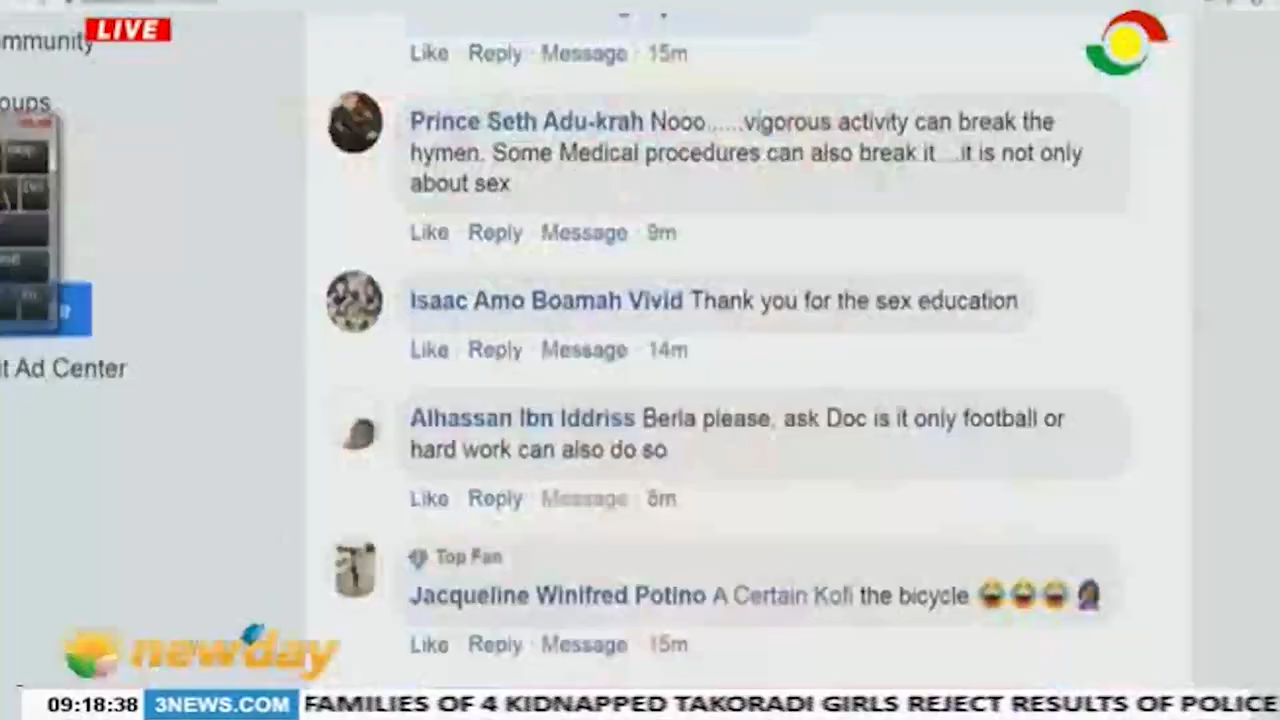 mmunity
LIVE
oups
t Ad Center
Like Reply Message 15m
Prince Seth Adu-krah Nooo......vigorous activity can break the
hymen. Some Medical procedures can also break it....it is not only
about sex
Like Reply Message 9m
Isaac Amo Boamah Vivid Thank you for the sex education
Like Reply Message 14m
Alhassan Ibn Iddriss Berla please, ask Doc is it only football or
hard work can also do so
Like Reply Message 8m
Top Fan
Jacqueline Winifred Potino A Certain Kofi the bicycle
Like Reply Message 15m
newday
09:18:38 3NEWS.COM FAMILIES OF 4 KIDNAPPED TAKORADI GIRLS REJECT RESULTS OF POLICE